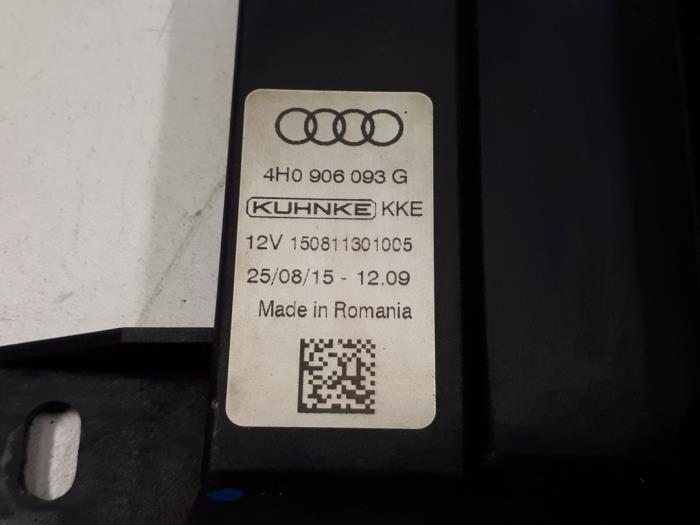 4H0 906 093 G
KUHNKE KKE
12V 150811301005
25/08/15 - 12.09
Made in Romania